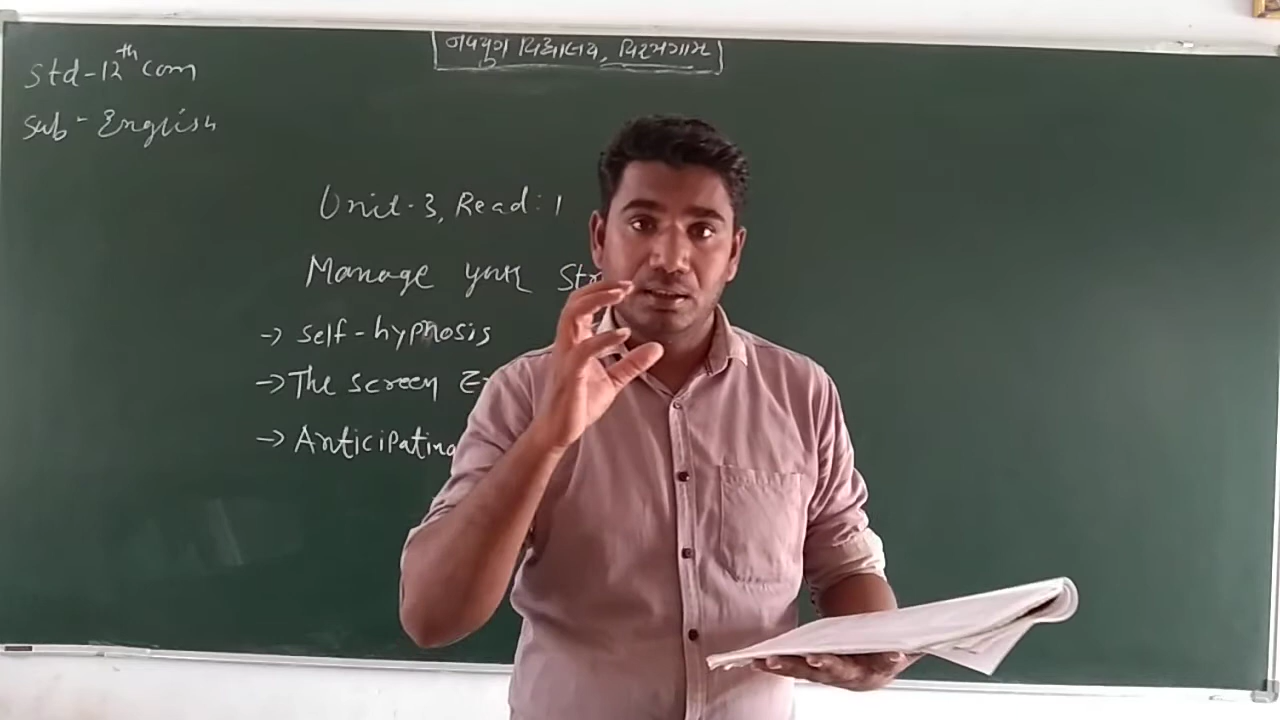 નવયુગ વિદ્યાલય, વિરમગામ
Std-12th com
Sub-English
Unit-3, Read: 1
Manage your Str
→ Self-hypnosis
→ The Screen E
→ Anticipating